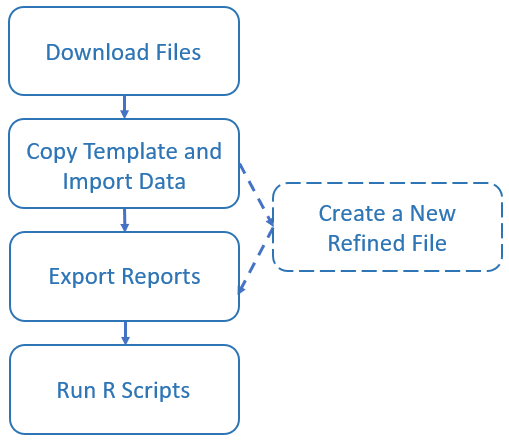 Download Files
Copy Template and
Import Data
Create a New
Refined File
Export Reports
Run R Scripts